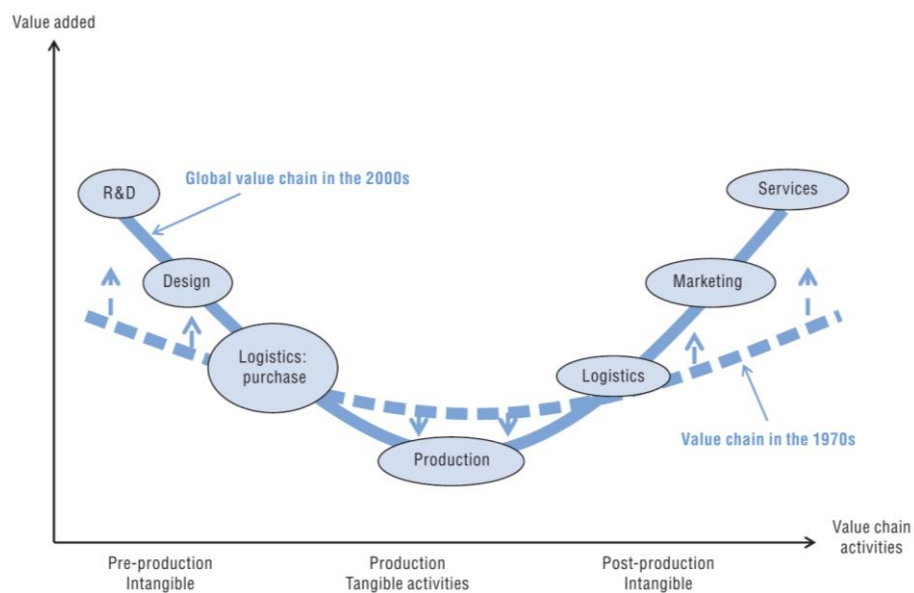 Value added
R&D
Global value chain in the 2000s
Services
Design
Marketing
Logistics:
purchase
Logistics
Production
Value chain in the 1970s
Value chain
activities
Pre-production
Intangible
Production
Tangible activities
Post-production
Intangible